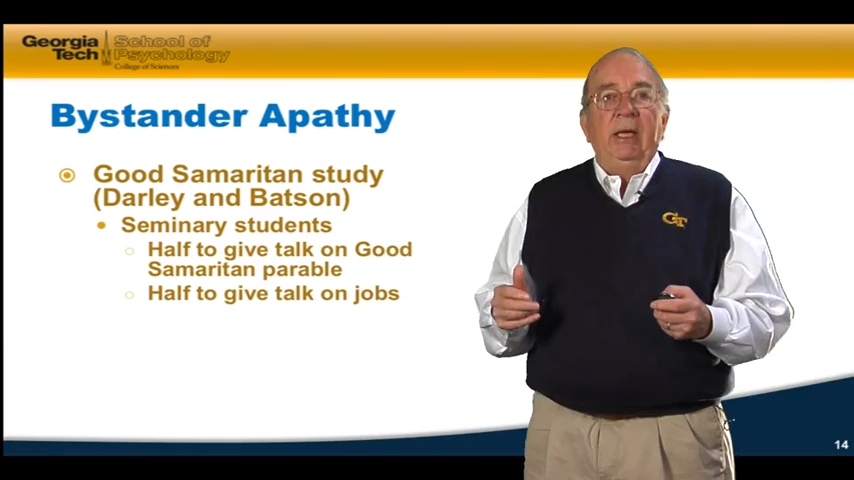 Georgia Tech
School of Psychology
College of Sciences
Bystander Apathy
Good Samaritan study
(Darley and Batson)
Seminary students
Half to give talk on Good
Samaritan parable
Half to give talk on jobs
GT
14